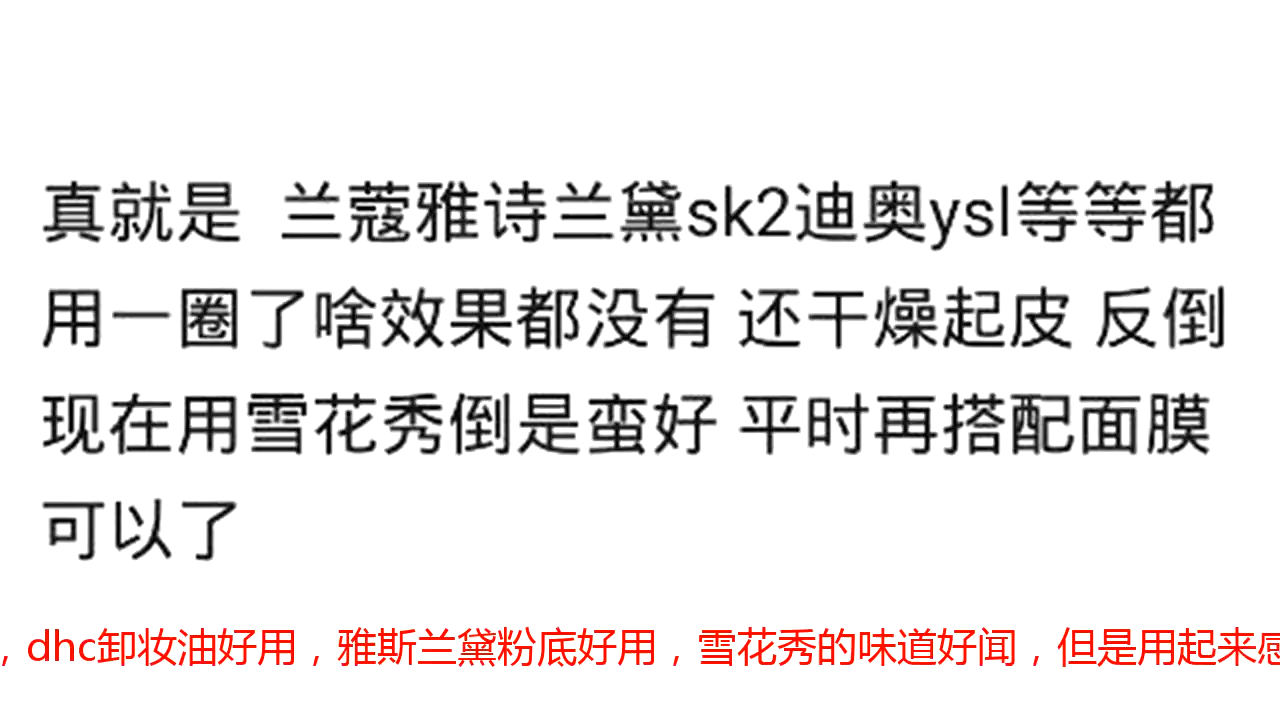 真就是 兰蔻雅诗兰黛sk2迪奥ysl等等都
用一圈了啥效果都没有 还干燥起皮 反倒
现在用雪花秀倒是蛮好 平时再搭配面膜
可以了
，dhc卸妆油好用，雅斯兰黛粉底好用，雪花秀的味道好闻，但是用起来感